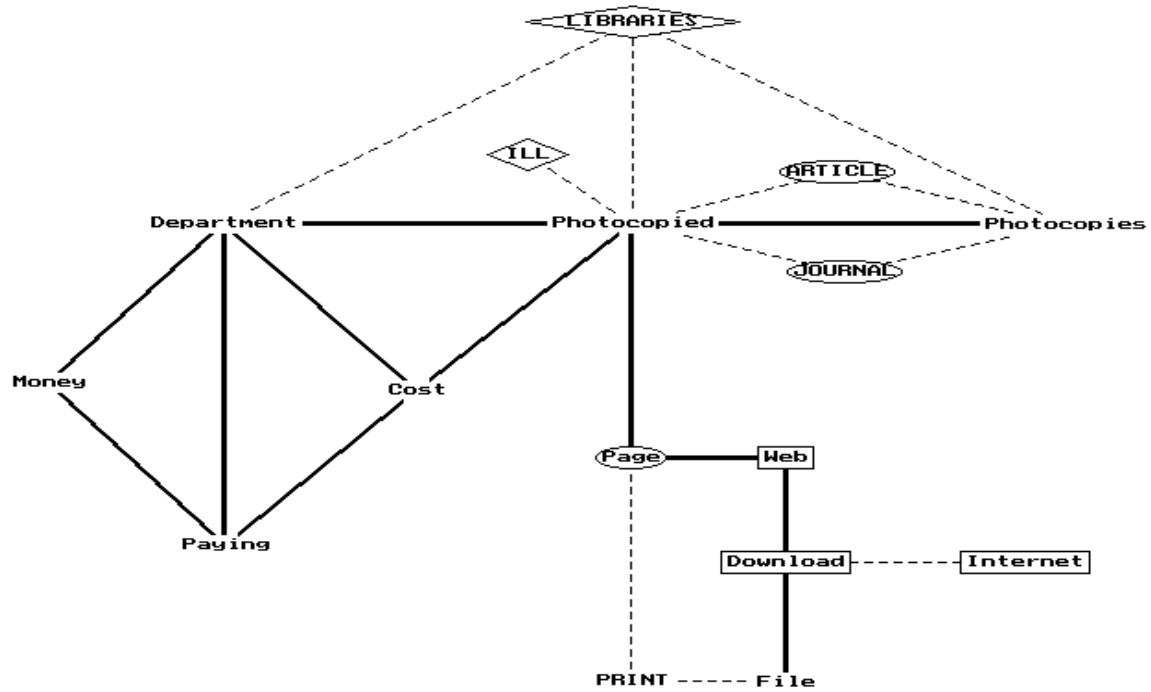 LIBRARIES
ILL
ARTICLE
Department
Photocopied
Photocopies
JOURNAL
Money
Cost
Page
Web
Paying
Download
Internet
PRINT
File